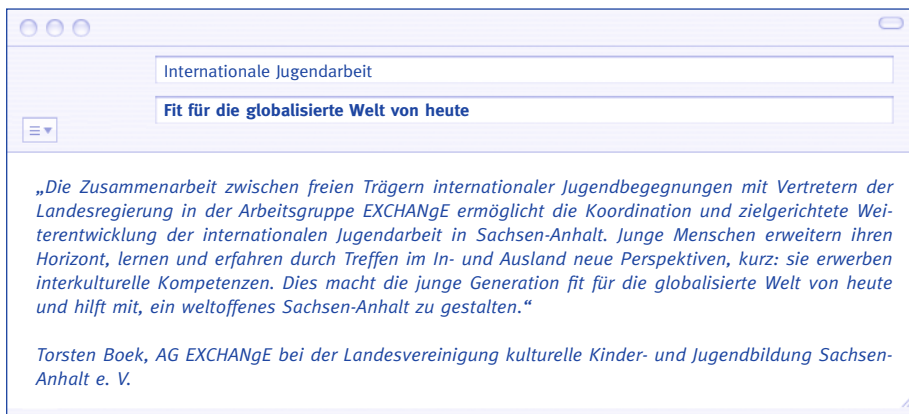 Internationale Jugendarbeit
Fit für die globalisierte Welt von heute
„Die Zusammenarbeit zwischen freien Trägern internationaler Jugendbegegnungen mit Vertretern der
Landesregierung in der Arbeitsgruppe EXCHANgE ermöglicht die Koordination und zielgerichtete Wei-
terentwicklung der internationalen Jugendarbeit in Sachsen-Anhalt. Junge Menschen erweitern ihren
Horizont, lernen und erfahren durch Treffen im In- und Ausland neue Perspektiven, kurz: sie erwerben
interkulturelle Kompetenzen. Dies macht die junge Generation fit für die globalisierte Welt von heute
und hilft mit, ein weltoffenes Sachsen-Anhalt zu gestalten.“
Torsten Boek, AG EXCHANgE bei der Landesvereinigung kulturelle Kinder- und Jugendbildung Sachsen-
Anhalt e. V.